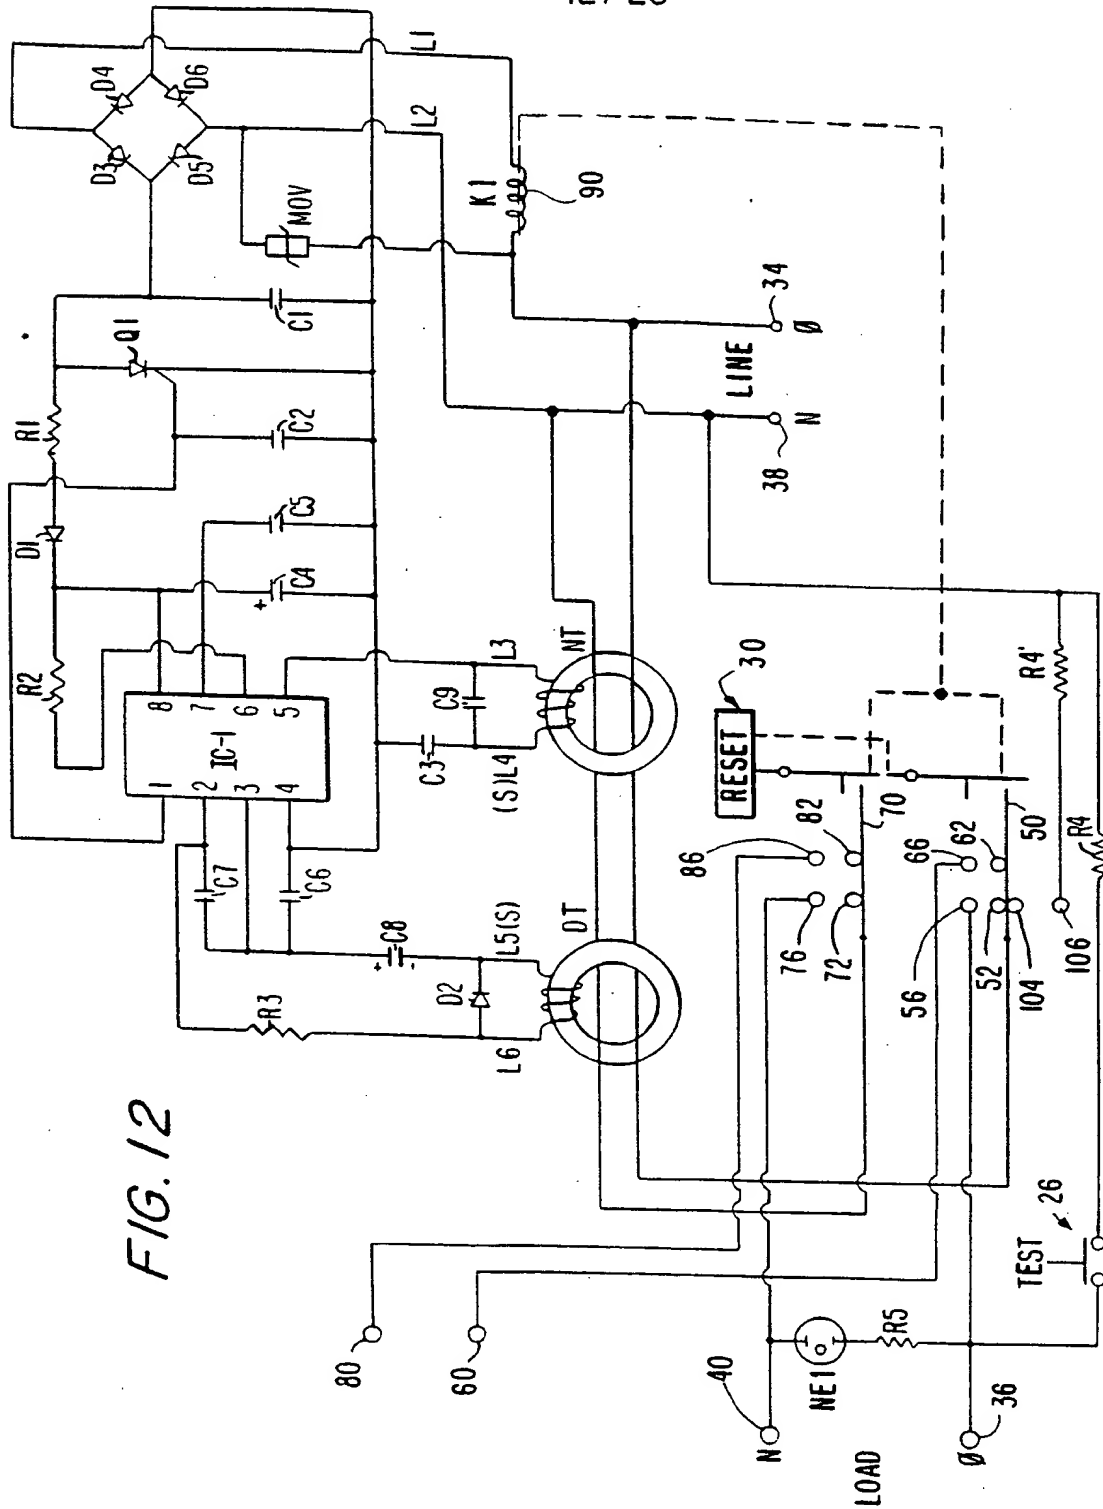 FIG. 12
D4
D6
D3
D5
L1
L2
MOV
K1
90
C1
Q1
R1
C2
D1
C5
C4
+
R2
8
7
6
5
IC-1
1
2
3
4
C7
C6
C3
C9
L3
(S)L4
NT
C8
+
-
R3
D2
L5(S)
L6
DT
34
Ø
LINE
N
38
30
RESET
R4'
R4
86
82
70
66
62
50
76
72
56
52
104
106
26
TEST
80
60
40
N
NE1
R5
Ø
36
LOAD